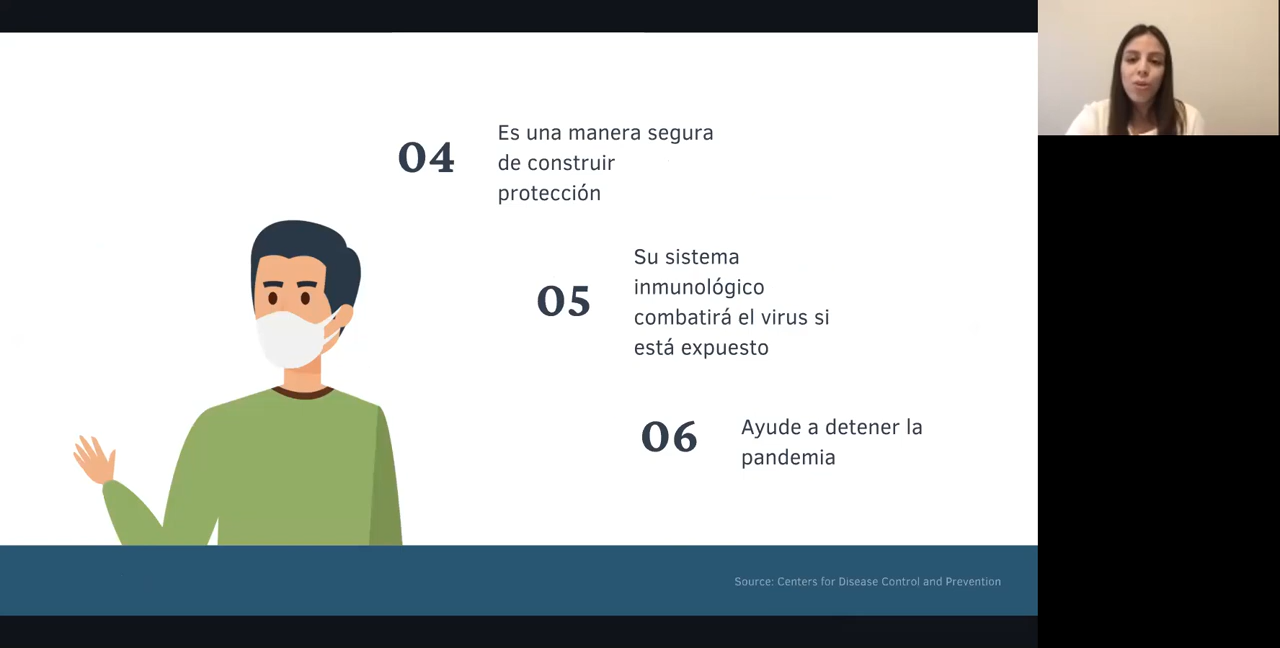 04
Es una manera segura
de construir
protección
05
Su sistema
inmunológico
combatirá el virus si
está expuesto
06
Ayude a detener la
pandemia
Source: Centers for Disease Control and Prevention